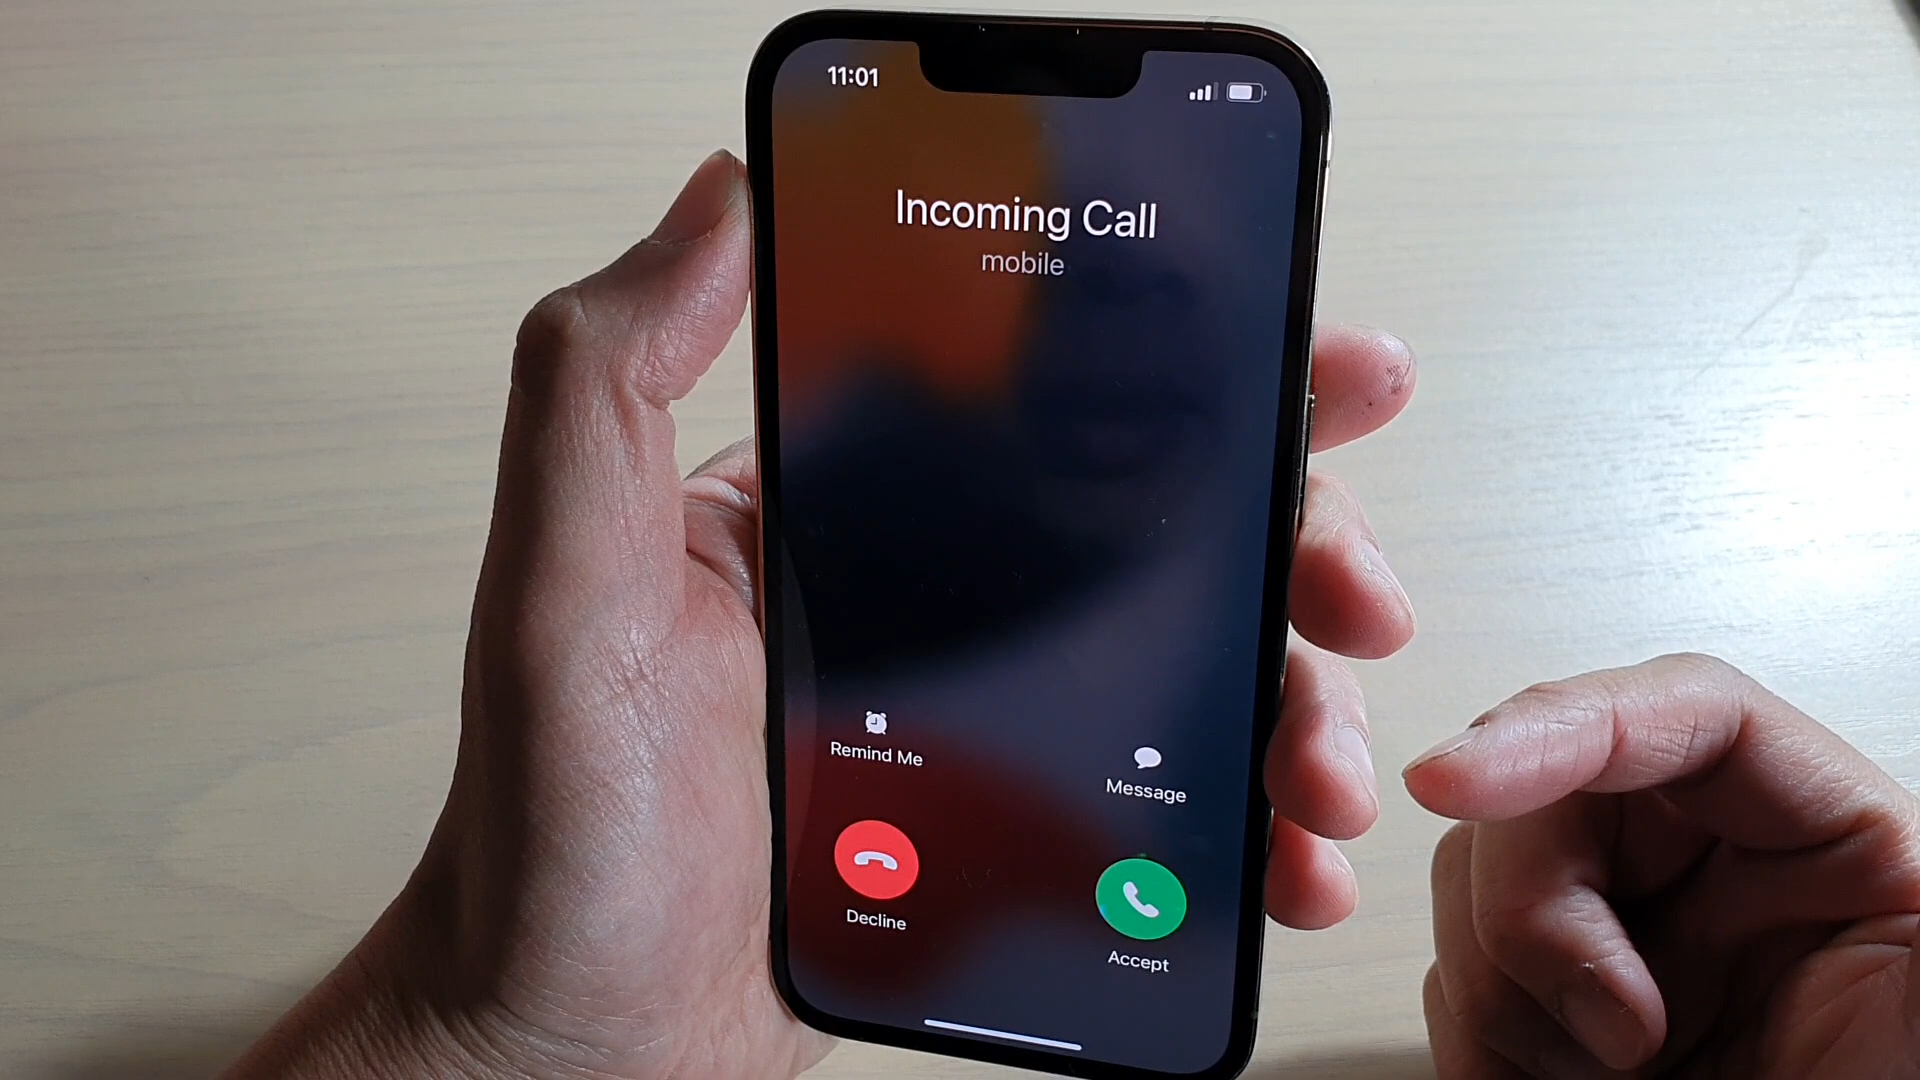 11:01
Incoming Call
mobile
Remind Me
Message
Decline
Accept